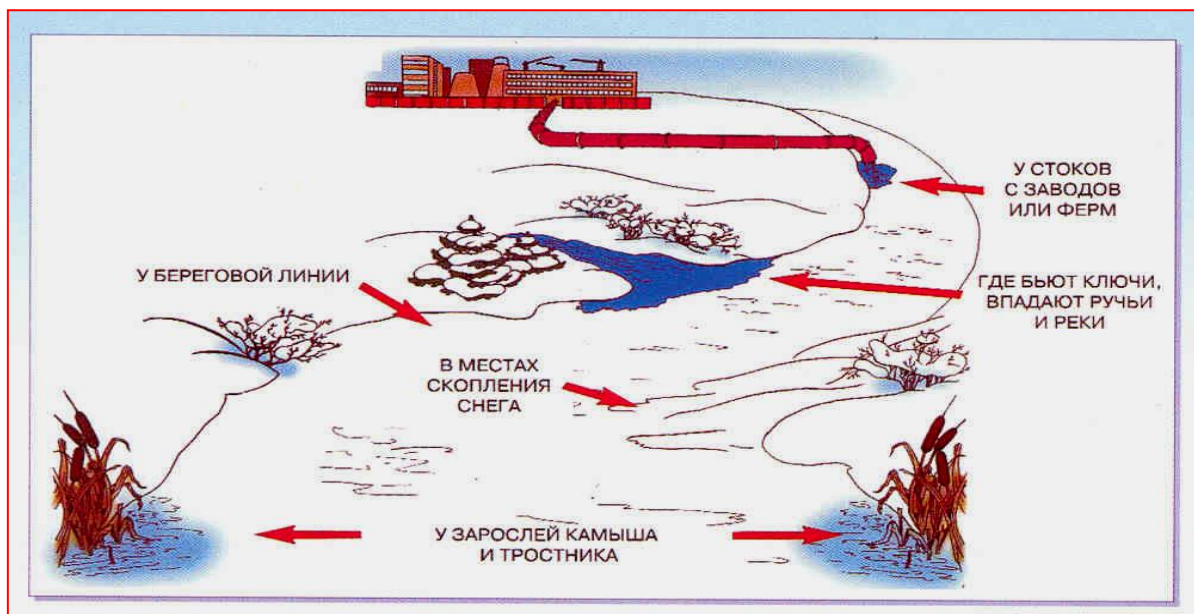 У СТОКОВ
С ЗАВОДОВ
ИЛИ ФЕРМ
У БЕРЕГОВОЙ ЛИНИИ
ГДЕ БЬЮТ КЛЮЧИ,
ВПАДАЮТ РУЧЬИ
И РЕКИ
В МЕСТАХ
СКОПЛЕНИЯ
СНЕГА
У ЗАРОСЛЕЙ КАМЫША
И ТРОСТНИКА